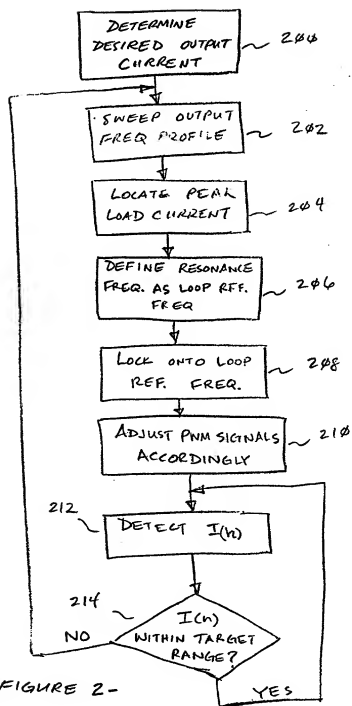 DETERMINE
DESIRED OUTPUT
CURRENT
200
SWEEP OUTPUT
FREQ PROFILE
202
LOCATE PEAK
LOAD CURRENT
204
DEFINE RESONANCE
FREQ. AS LOOP REF.
FREQ
206
LOCK ONTO LOOP
REF. FREQ.
208
ADJUST PWM SIGNALS
ACCORDINGLY
210
212
DETECT I(n)
214
I(n)
WITHIN TARGET
RANGE?
NO
YES
FIGURE 2-